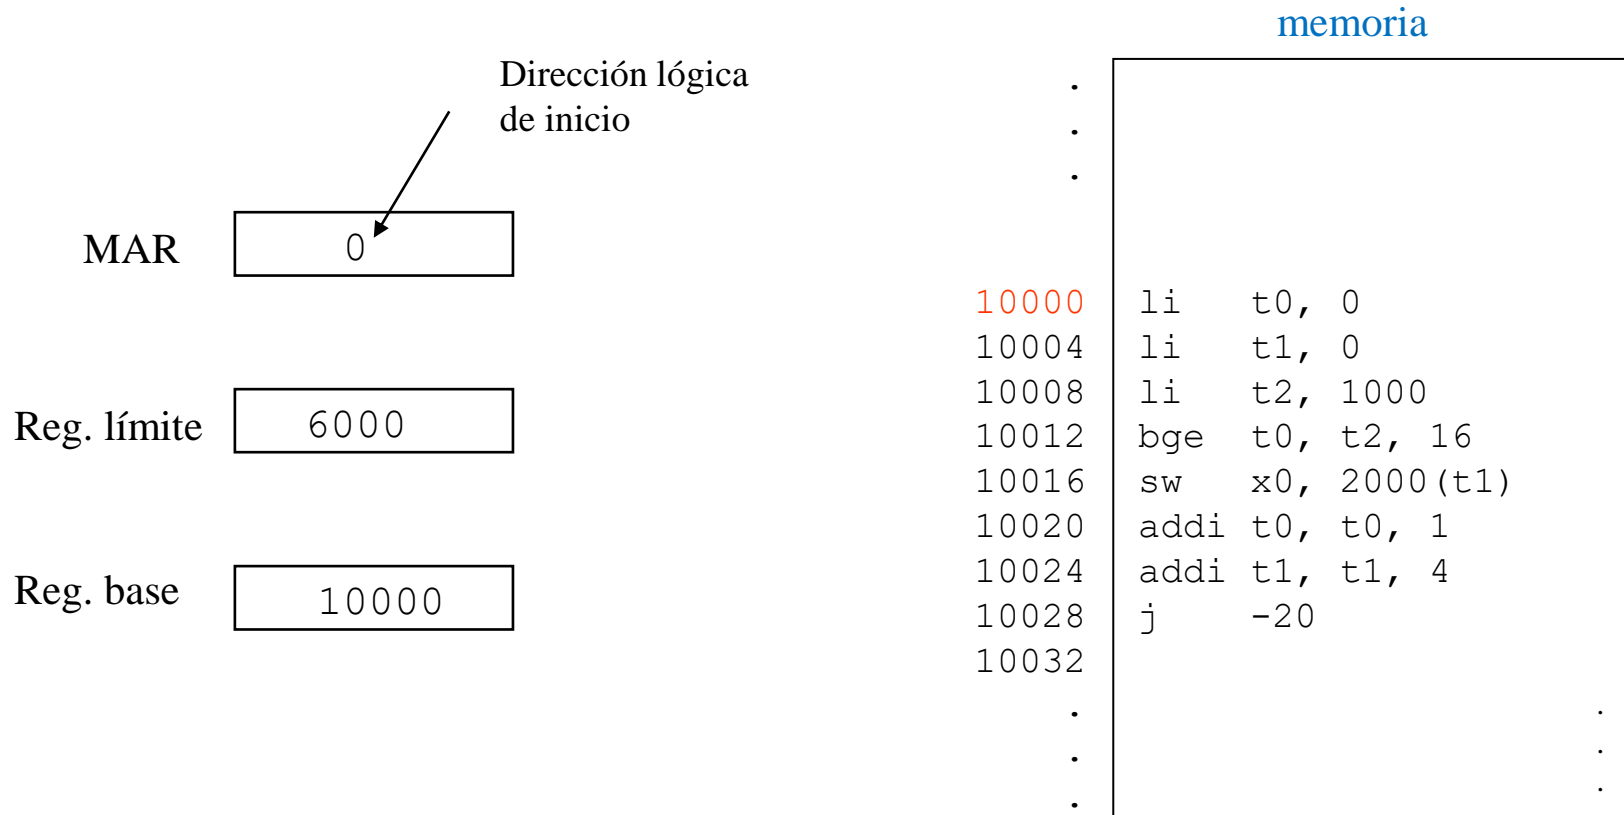 memoria
Dirección lógica
de inicio
MAR 0
Reg. límite 6000
Reg. base 10000
.
.
.
10000 li t0, 0
10004 li t1, 0
10008 li t2, 1000
10012 bge t0, t2, 16
10016 sw x0, 2000(t1)
10020 addi t0, t0, 1
10024 addi t1, t1, 4
10028 j -20
10032
. .
. .
. .